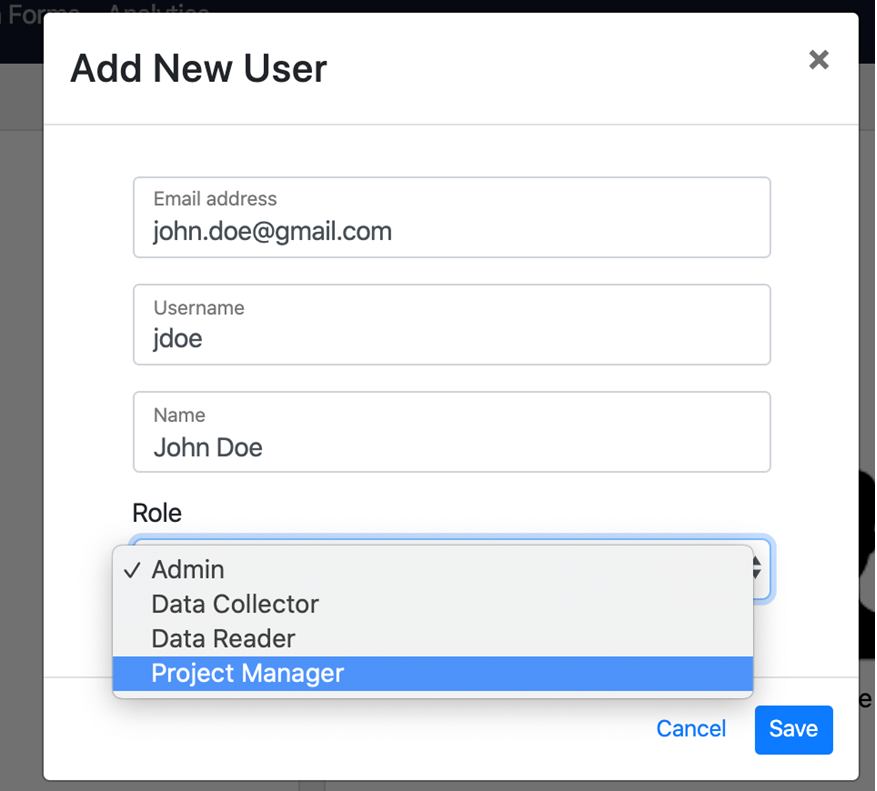 Forms Analytics
Add New User
×
Email address
john.doe@gmail.com
Username
jdoe
Name
John Doe
Role
✓ Admin
Data Collector
Data Reader
Project Manager
Cancel
Save